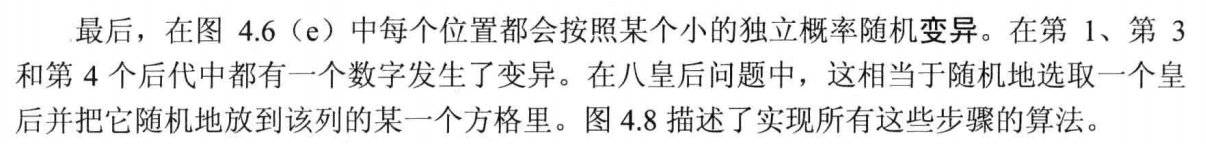 最后，在图 4.6（e）中每个位置都会按照某个小的独立概率随机变异。在第 1、第 3
和第 4 个后代中都有一个数字发生了变异。在八皇后问题中，这相当于随机地选取一个皇
后并把它随机地放到该列的某一个方格里。图 4.8 描述了实现所有这些步骤的算法。